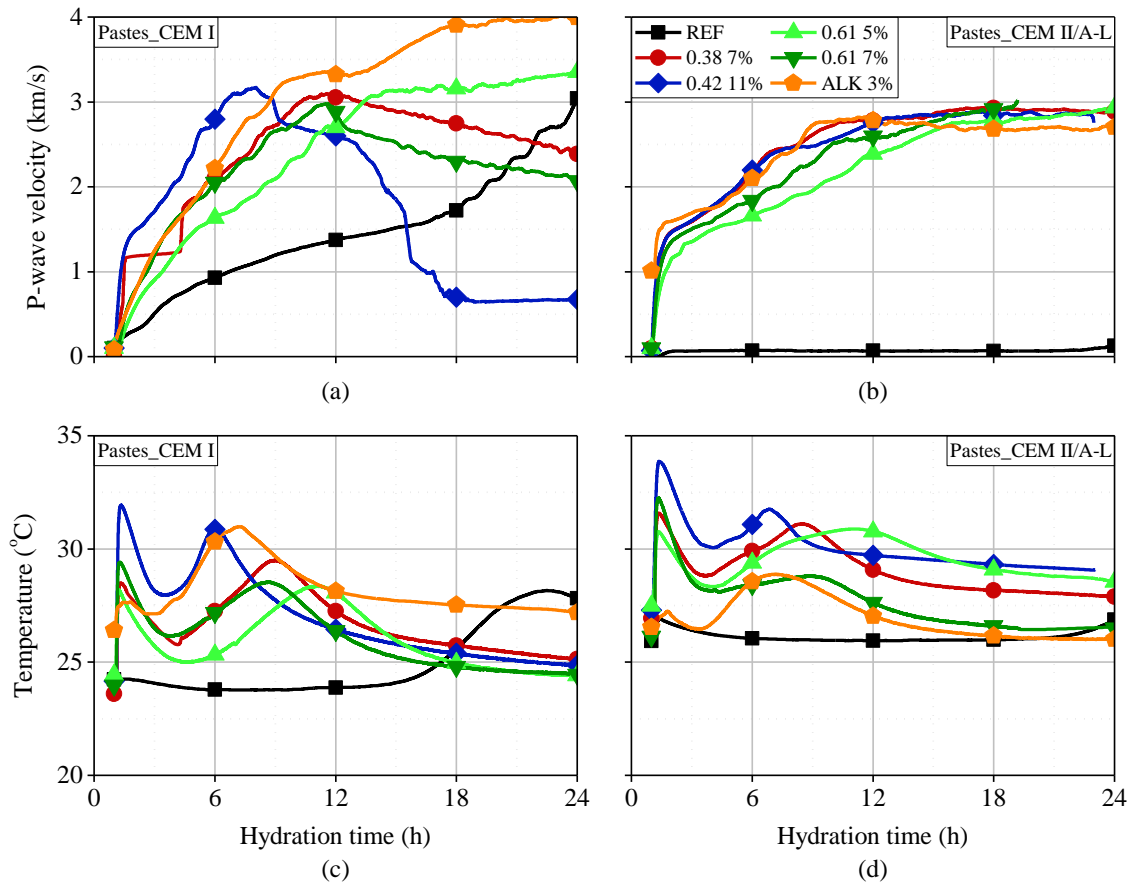 Pastes_CEM I
P-wave velocity (km/s)
4
3
2
1
0
(a)
REF
0.38 7%
0.42 11%
0.61 5%
0.61 7%
ALK 3%
Pastes_CEM II/A-L
(b)
Pastes_CEM I
Temperature (°C)
35
30
25
20
0
6
12
18
24
Hydration time (h)
(c)
Pastes_CEM II/A-L
0
6
12
18
24
Hydration time (h)
(d)